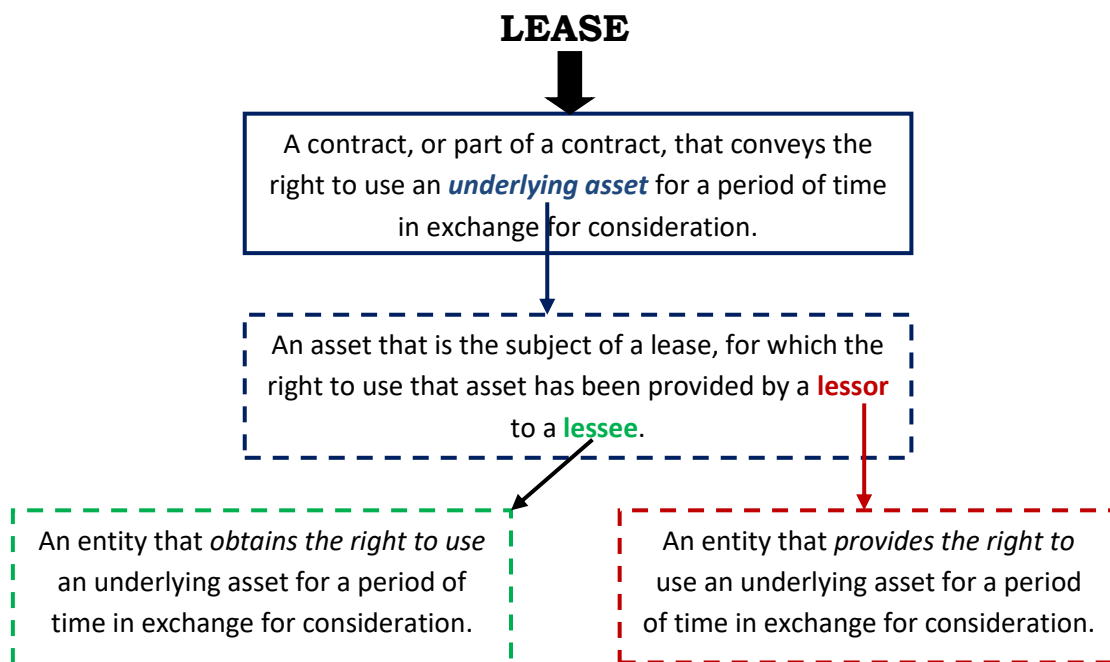 LEASE
A contract, or part of a contract, that conveys the
right to use an underlying asset for a period of time
in exchange for consideration.
An asset that is the subject of a lease, for which the
right to use that asset has been provided by a lessor
to a lessee.
An entity that obtains the right to use
an underlying asset for a period of
time in exchange for consideration.
An entity that provides the right to
use an underlying asset for a period
of time in exchange for consideration.